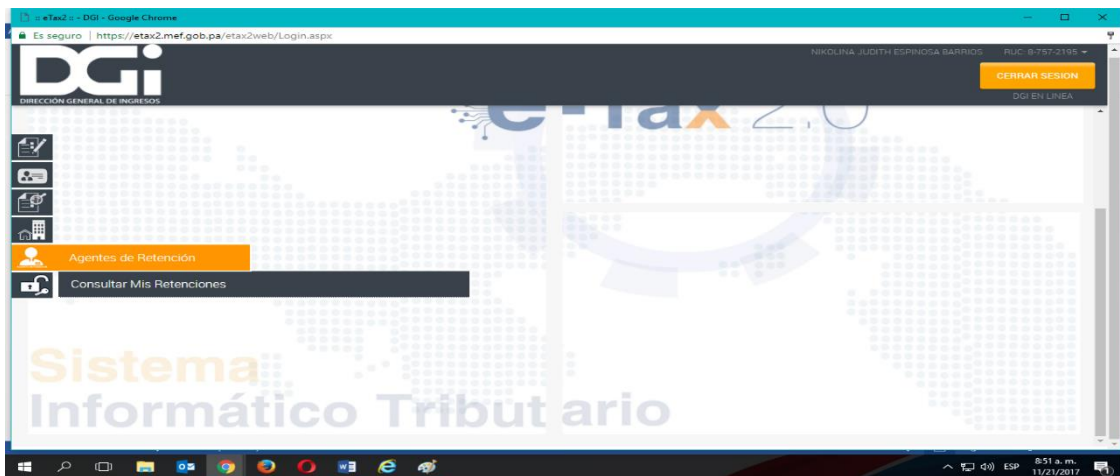 :: eTax2 :: - DGI - Google Chrome
Es seguro | https://etax2.mef.gob.pa/etax2web/Login.aspx
DGi
DIRECCIÓN GENERAL DE INGRESOS
NIKOLINA JUDITH ESPINOSA BARRIOS RUC: 8-757-2195
CERRAR SESION
DGI EN LINEA
e-Tax 2.0
Agentes de Retención
Consultar Mis Retenciones
Sistema
Informático Tributario
ESP
8:51 a. m.
11/21/2017